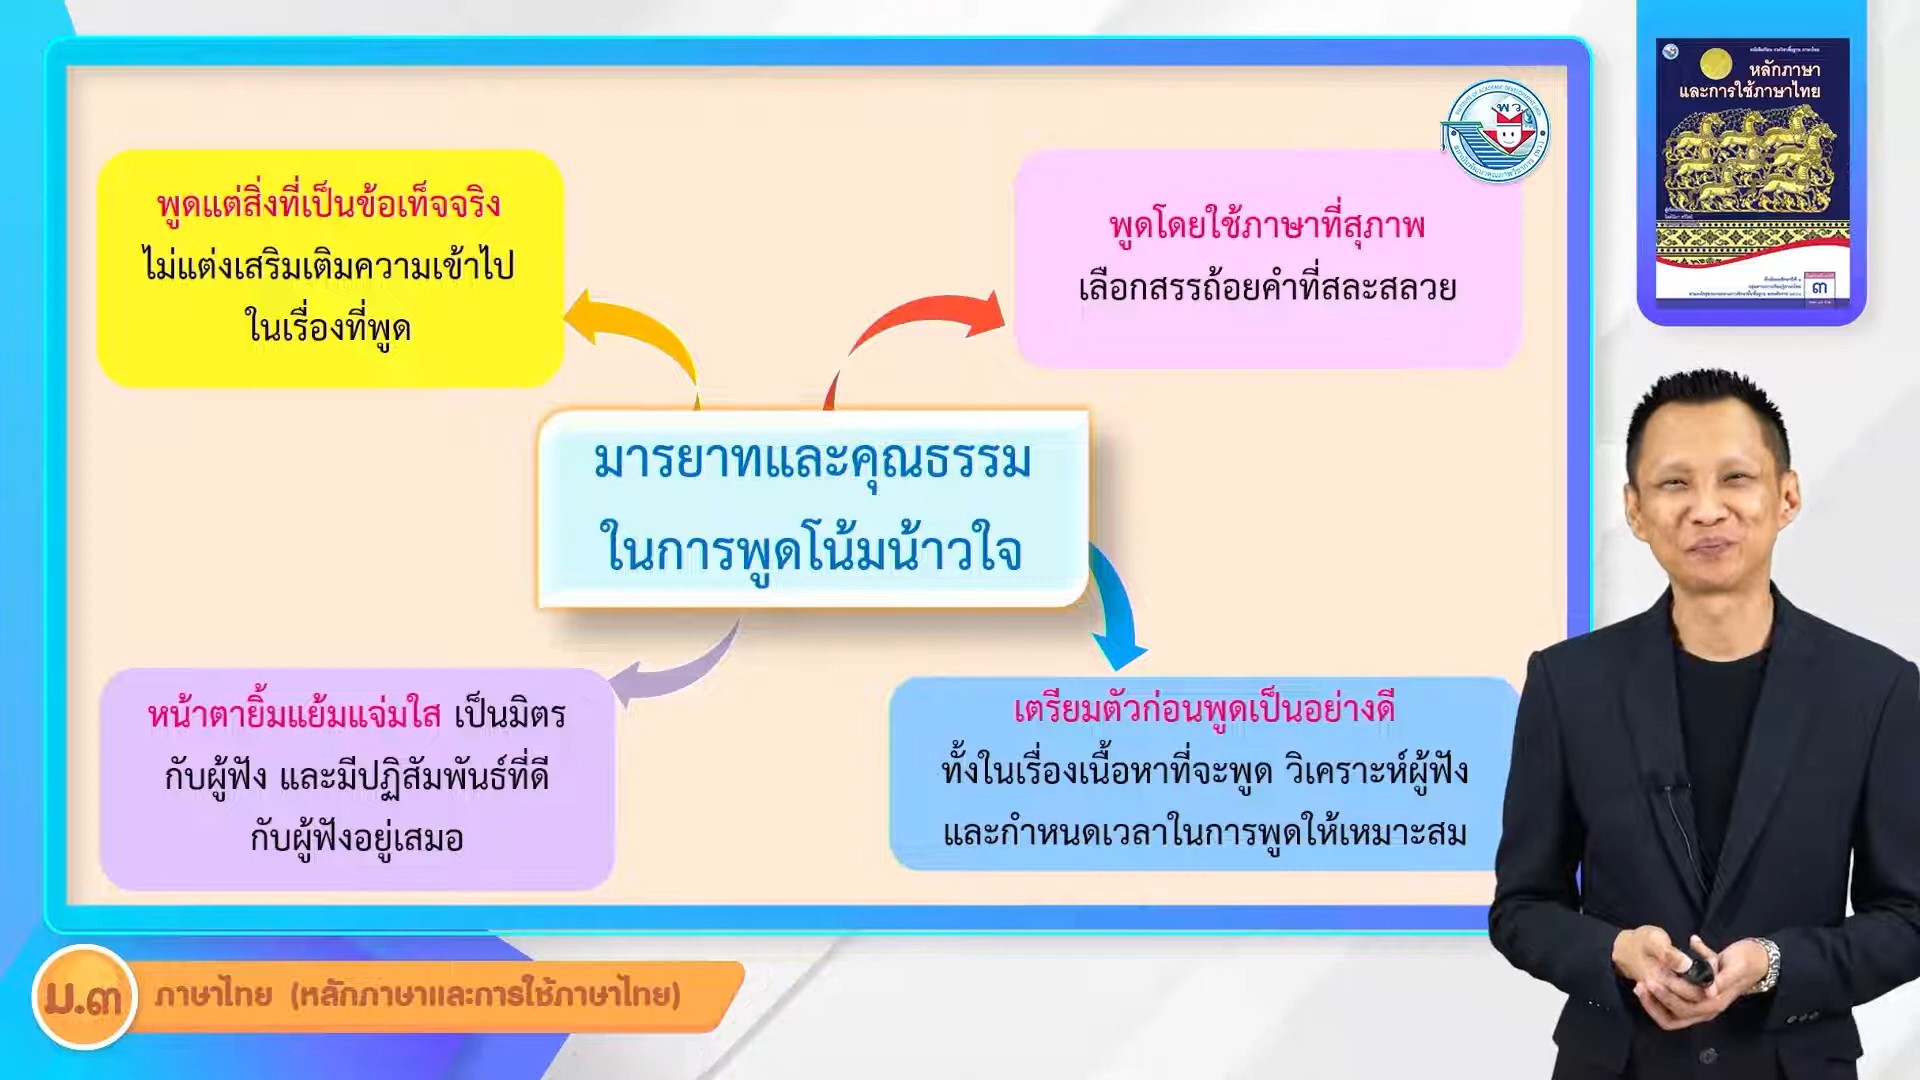 พูดแต่สิ่งที่เป็นข้อเท็จจริง
ไม่แต่งเสริมเติมความเข้าไป
ในเรื่องที่พูด
พูดโดยใช้ภาษาที่สุภาพ
เลือกสรรถ้อยคำที่สละสลวย
มารยาทและคุณธรรม
ในการพูดโน้มน้าวใจ
หน้าตายิ้มแย้มแจ่มใส เป็นมิตร
กับผู้ฟัง และมีปฏิสัมพันธ์ที่ดี
กับผู้ฟังอยู่เสมอ
เตรียมตัวก่อนพูดเป็นอย่างดี
ทั้งในเรื่องเนื้อหาที่จะพูด วิเคราะห์ผู้ฟัง
และกำหนดเวลาในการพูดให้เหมาะสม
พว.
หลักภาษา
และการใช้ภาษาไทย
๓
ม.๓ ภาษาไทย (หลักภาษาและการใช้ภาษาไทย)